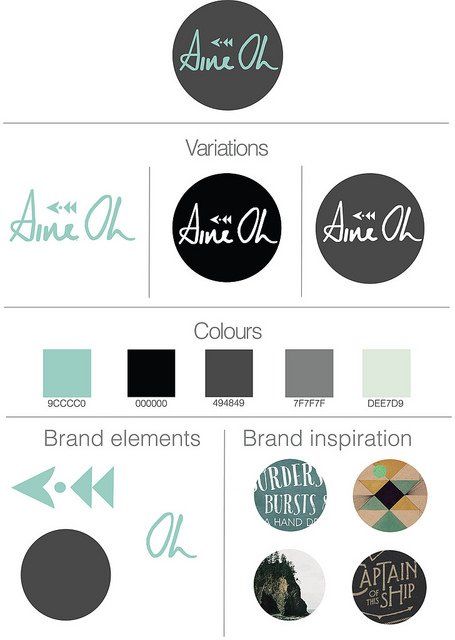 Aine Oh
Variations
Aine Oh
Aine Oh
Aine Oh
Colours
9CCCC0
000000
494849
7F7F7F
DEE7D9
Brand elements
Oh
Brand inspiration
URDERS
BURSTS
A HAND
APTAIN
OF
THIS
SHIP